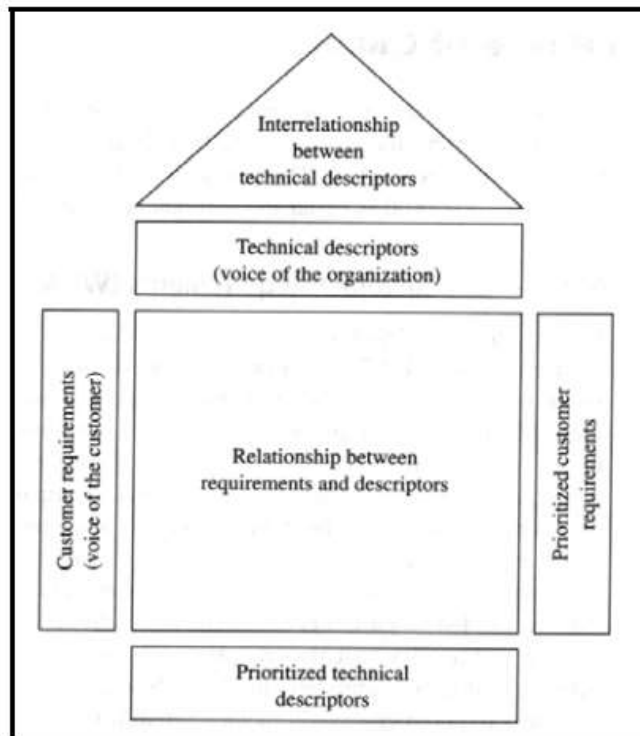 Interrelationship
between
technical descriptors
Technical descriptors
(voice of the organization)
Customer requirements
(voice of the customer)
Relationship between
requirements and descriptors
Prioritized customer
requirements
Prioritized technical
descriptors